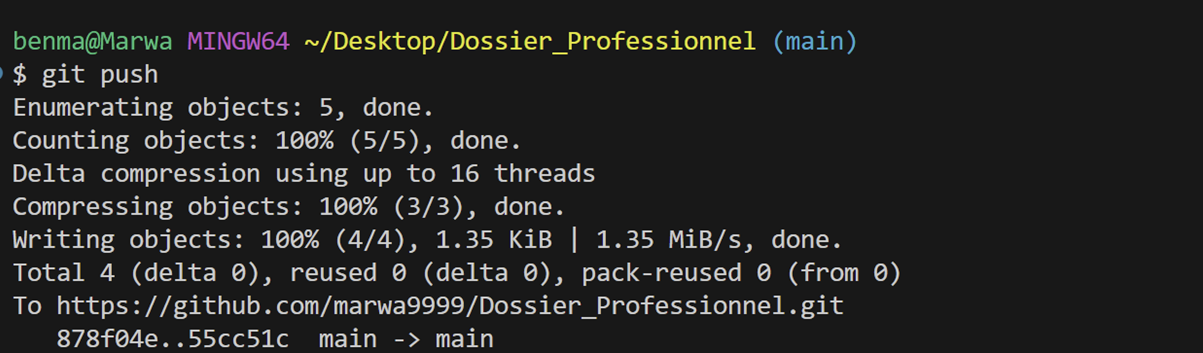 benma@Marwa MINGW64 ~/Desktop/Dossier_Professionnel (main)
$ git push
Enumerating objects: 5, done.
Counting objects: 100% (5/5), done.
Delta compression using up to 16 threads
Compressing objects: 100% (3/3), done.
Writing objects: 100% (4/4), 1.35 KiB | 1.35 MiB/s, done.
Total 4 (delta 0), reused 0 (delta 0), pack-reused 0 (from 0)
To https://github.com/marwa9999/Dossier_Professionnel.git
   878f04e..55cc51c  main -> main